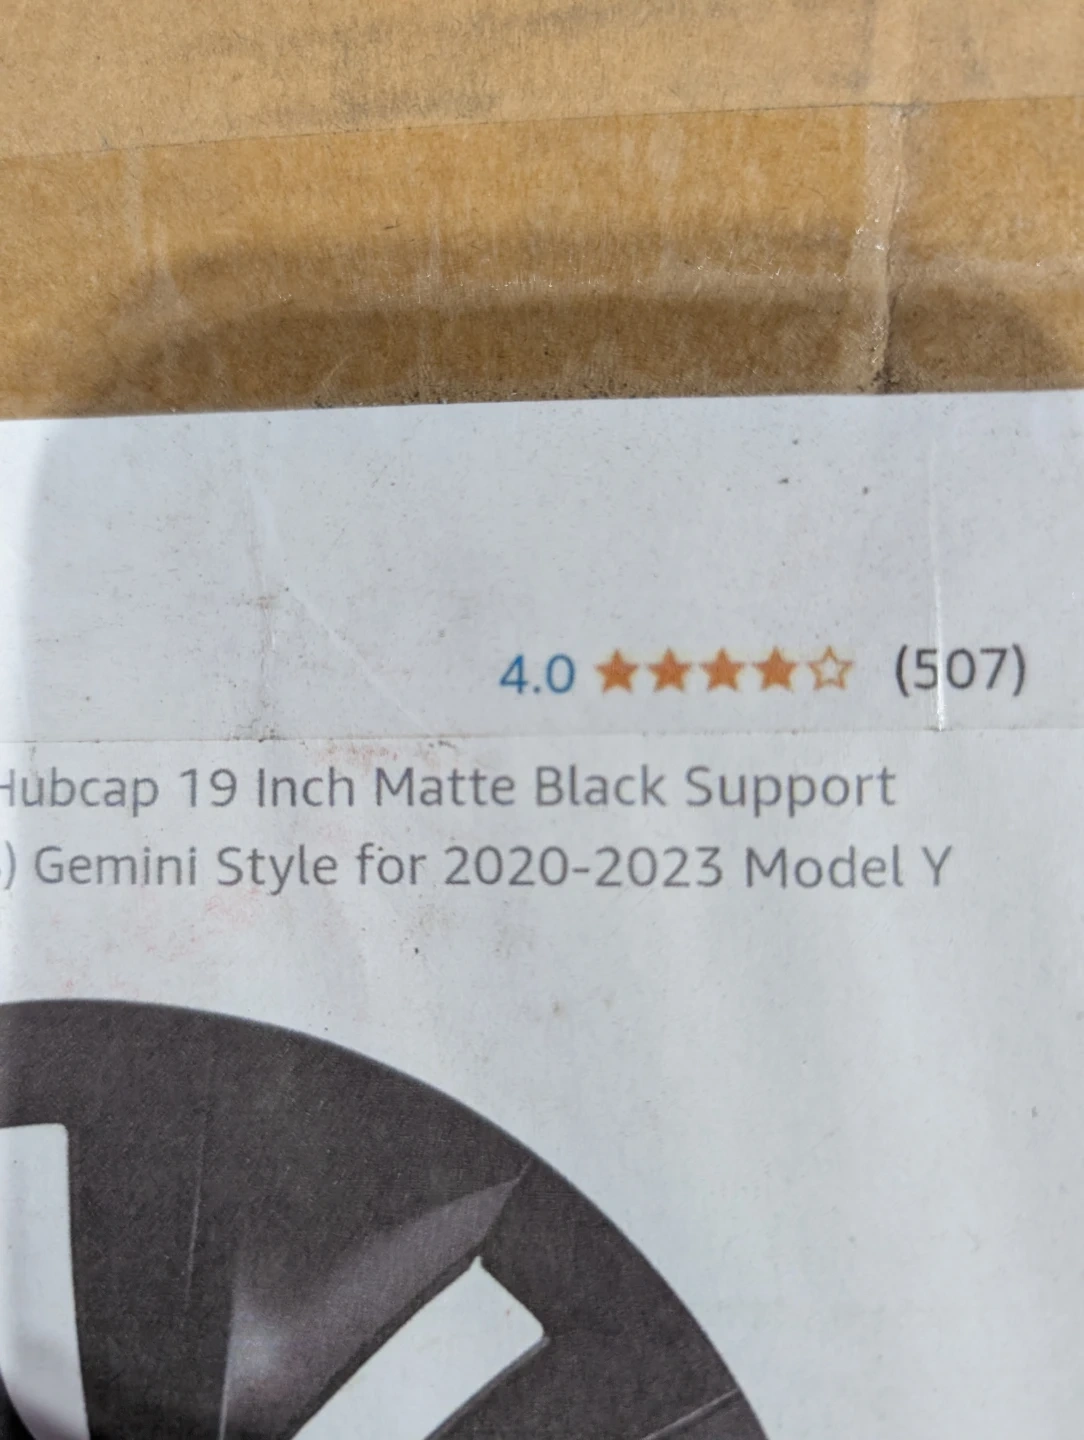 4.0 ★★★★☆ (507)
Hubcap 19 Inch Matte Black Support
) Gemini Style for 2020-2023 Model Y